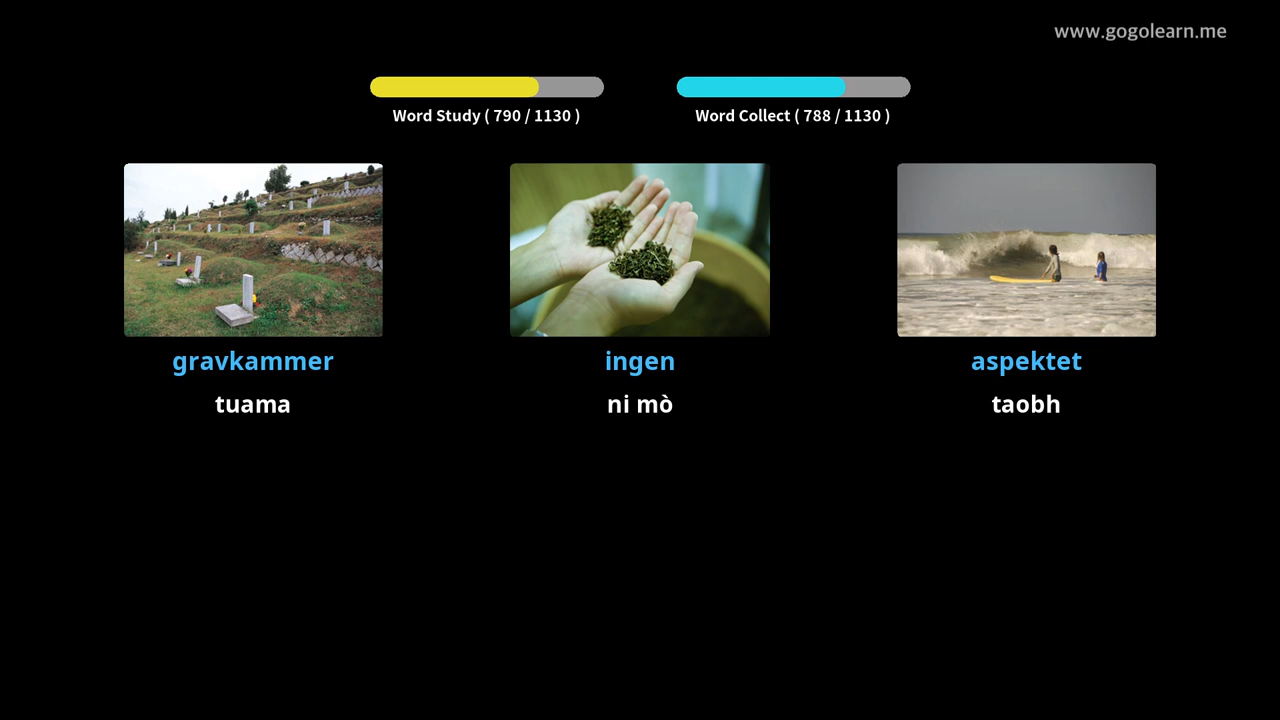 www.gogolearn.me
Word Study ( 790 / 1130 )
Word Collect ( 788 / 1130 )
gravkammer
ingen
aspektet
tuama
ni mò
taobh